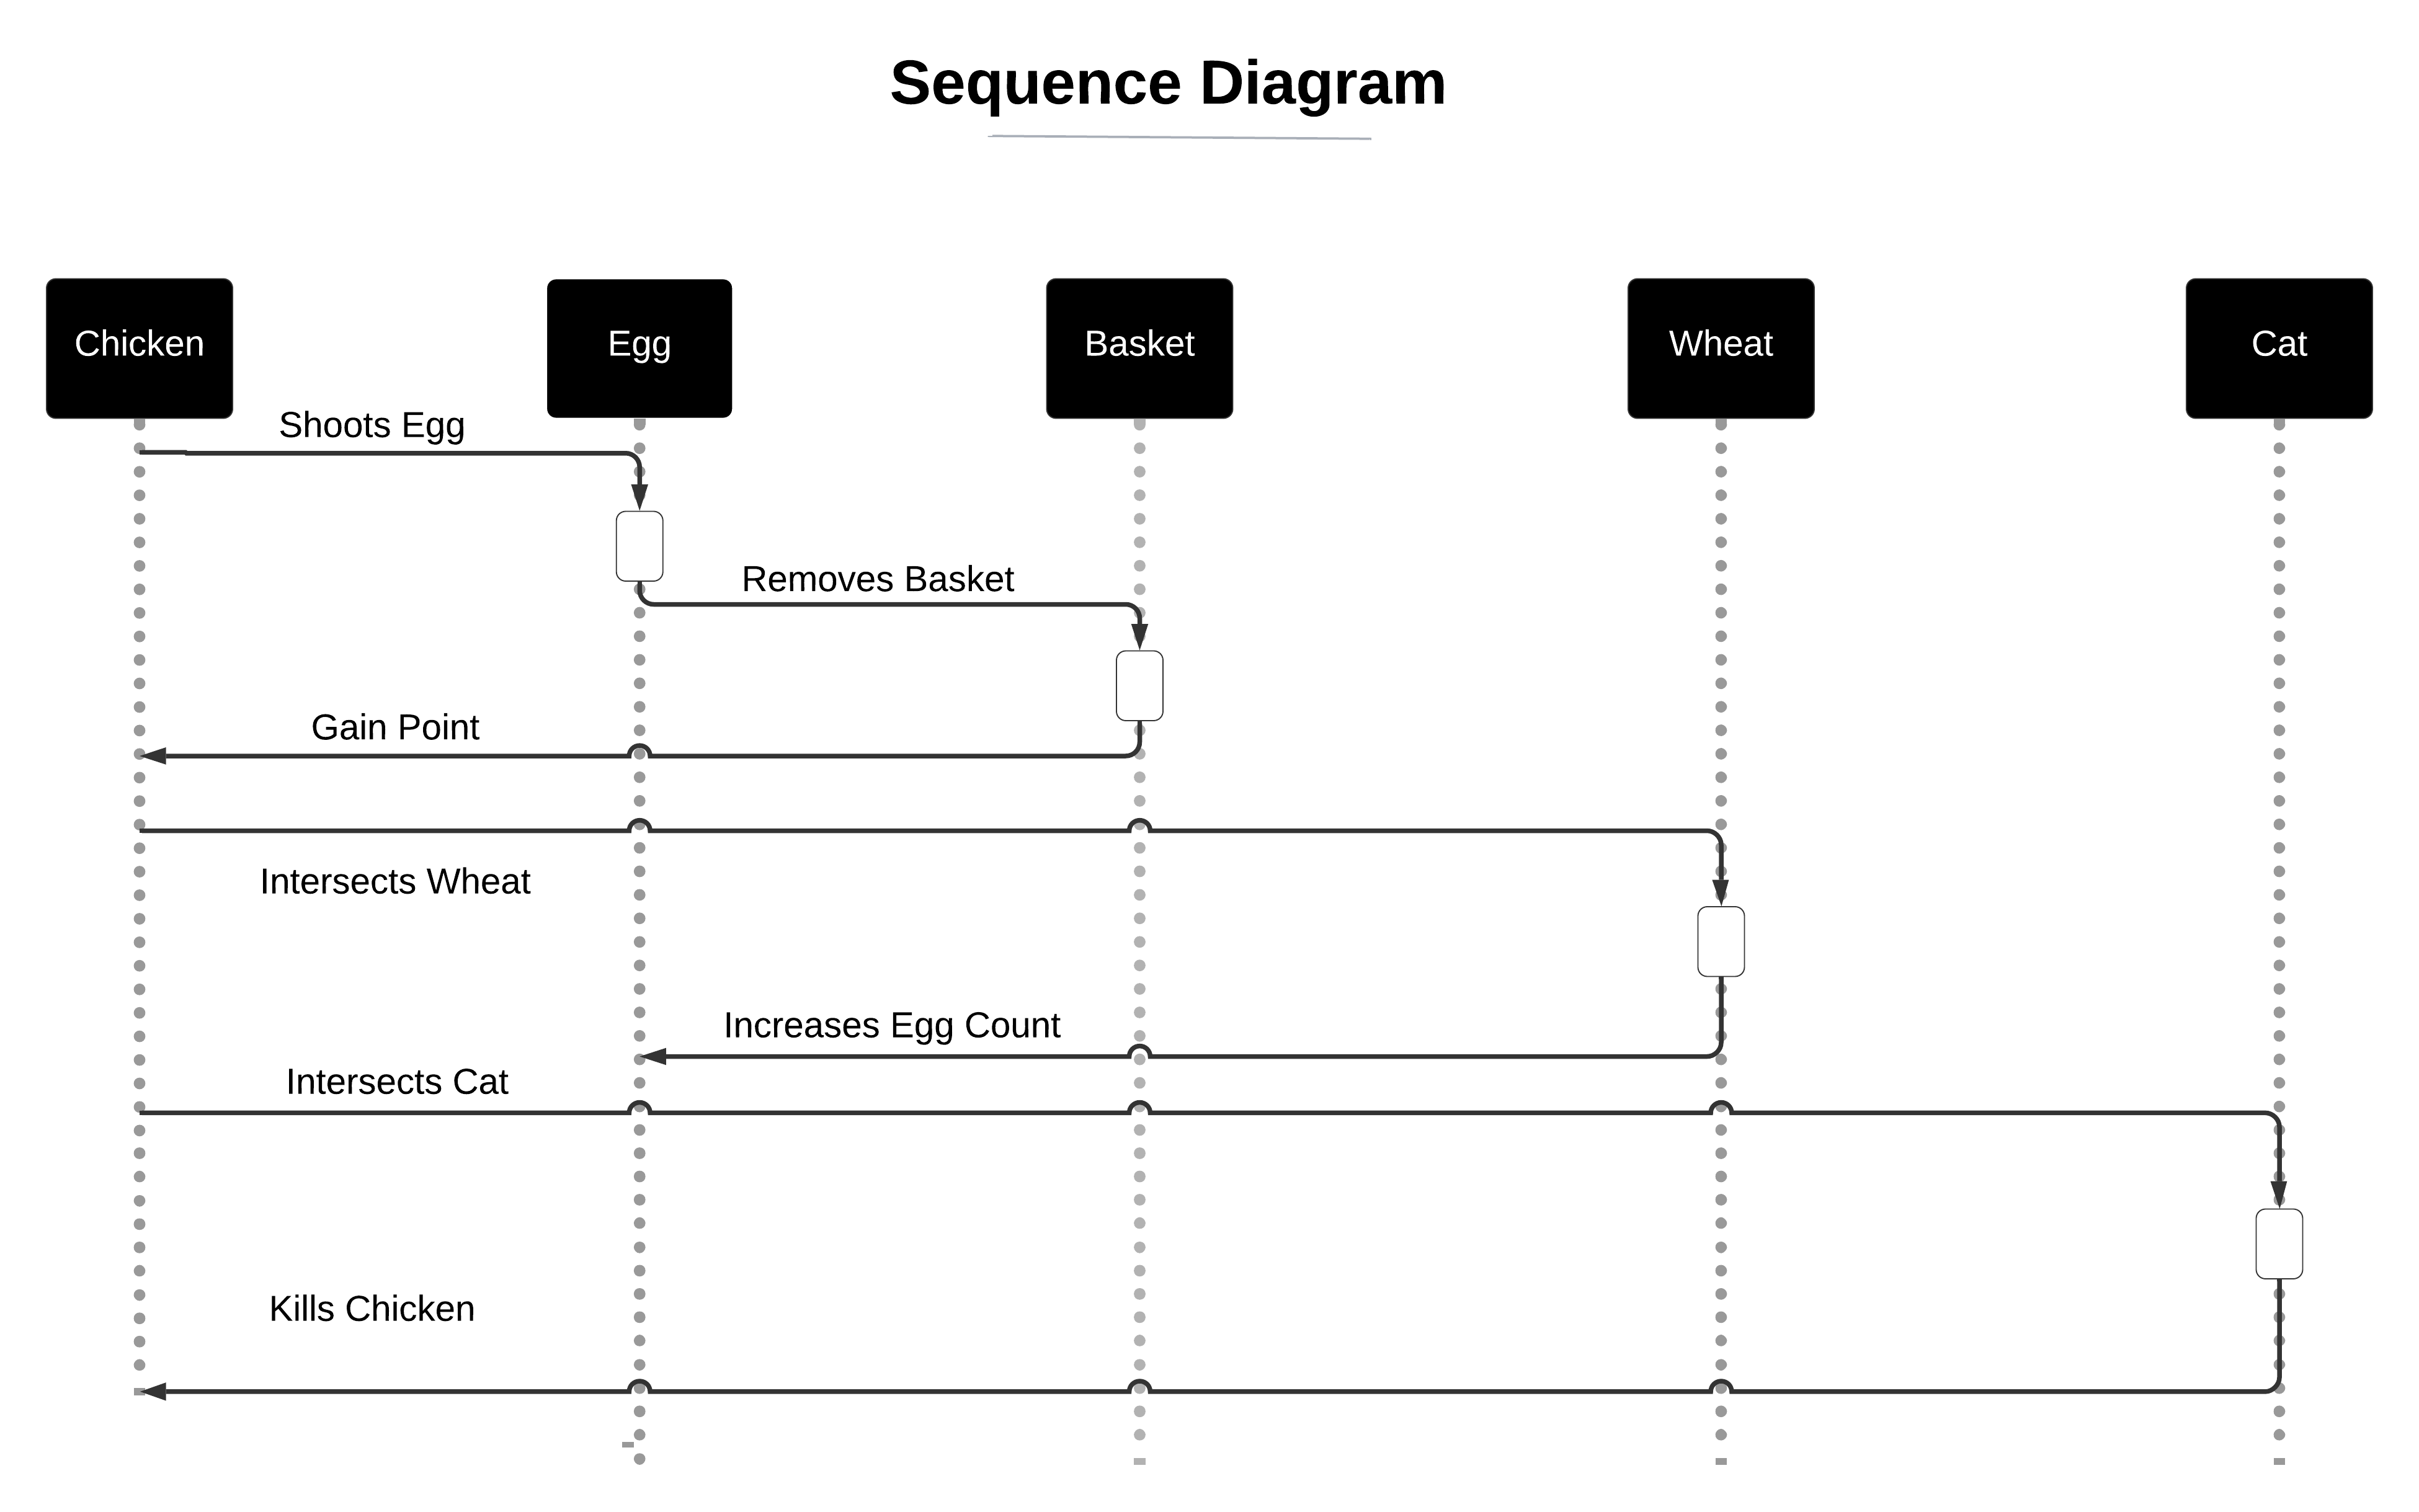 Sequence Diagram
Chicken
Egg
Basket
Wheat
Cat
Shoots Egg
Removes Basket
Gain Point
Intersects Wheat
Increases Egg Count
Intersects Cat
Kills Chicken